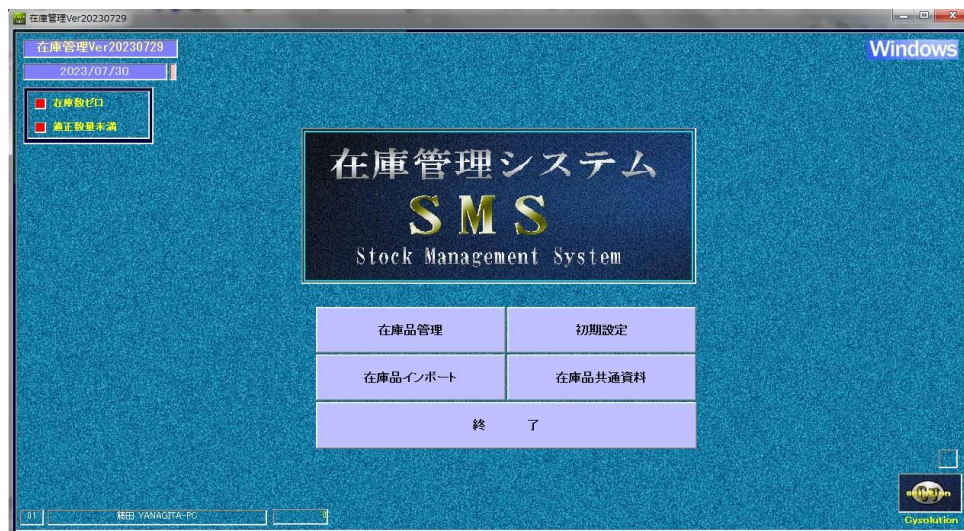 在庫管理Ver20230729
在庫管理Ver20230729
Windows
2023/07/30
在庫数ゼロ
適正数量未満
在庫管理システム
SMS
Stock Management System
在庫品管理
初期設定
在庫品インポート
在庫品共通資料
終 了
01
YANAGITA-PC
0
Cysolution